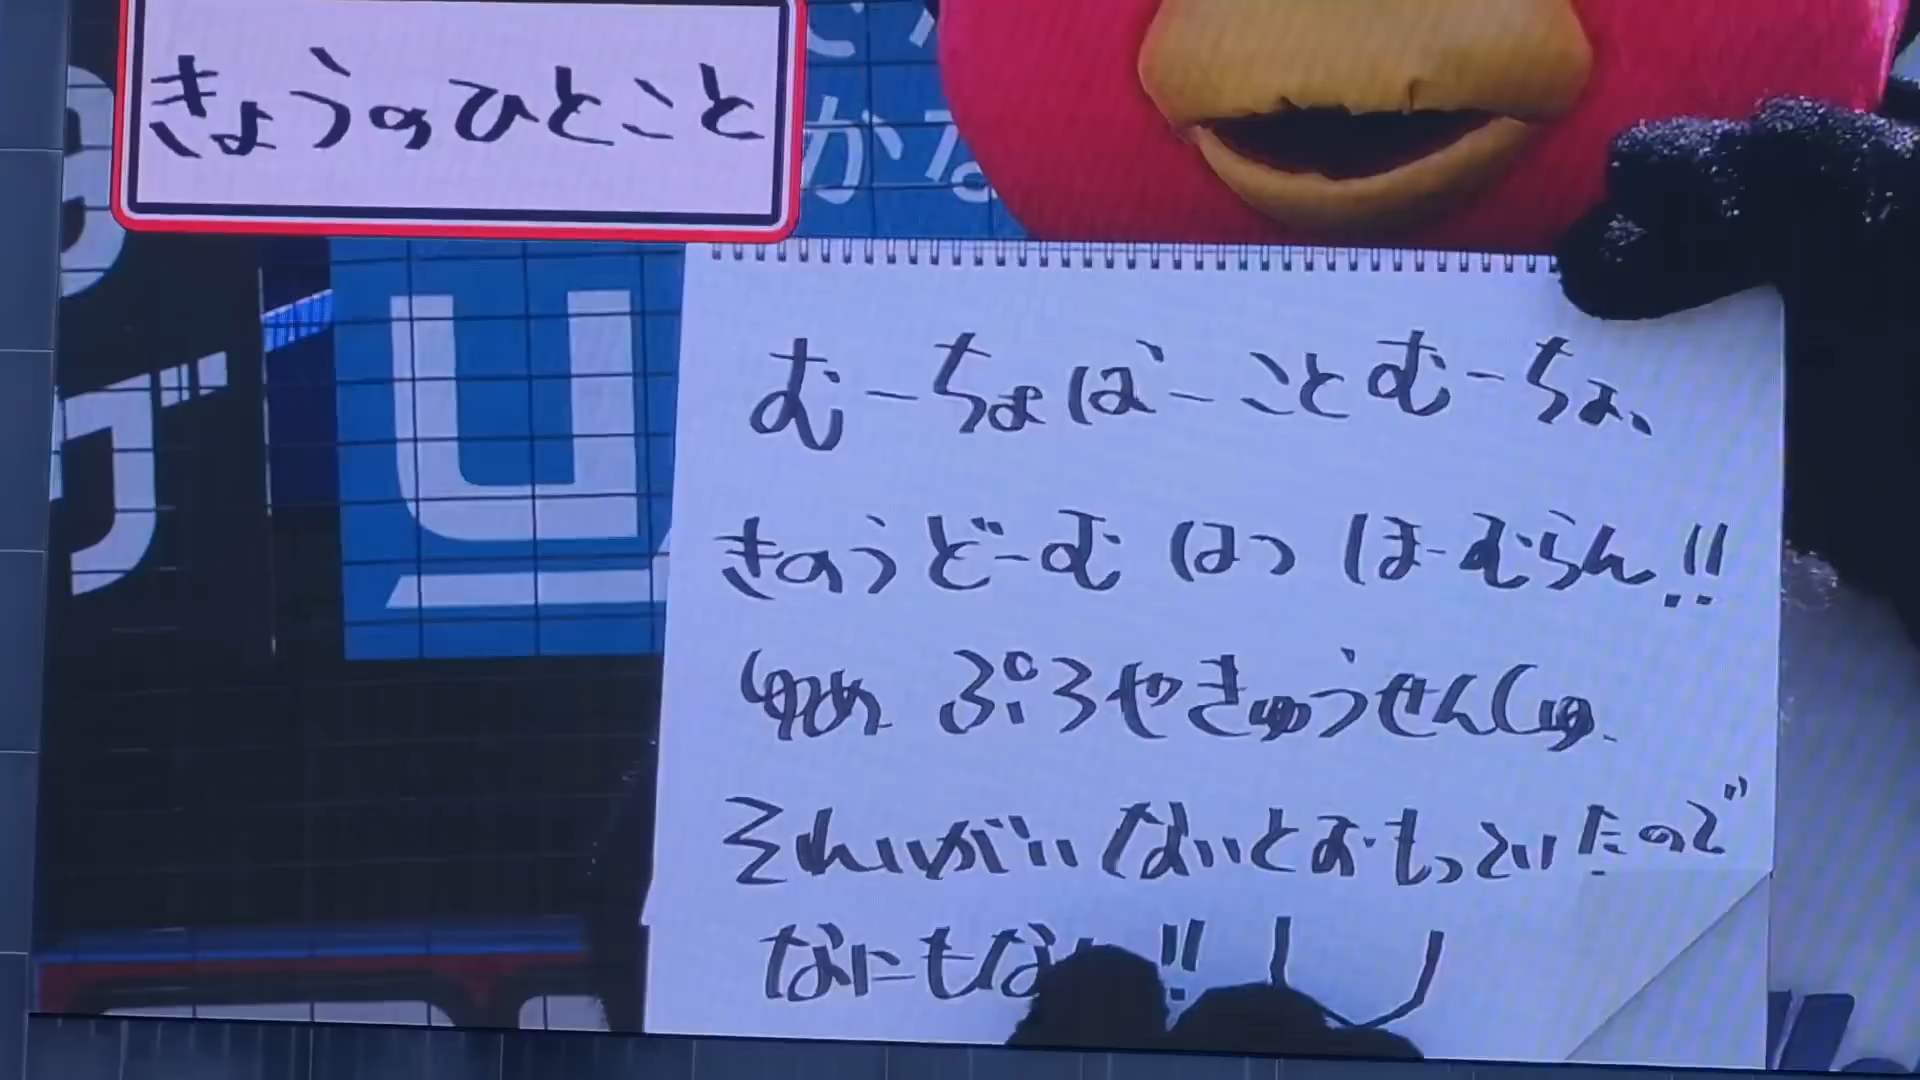 きょうのひとこと
かな
むーちょばーことむーちょ、
きのうどーむ はつ ほーむらん!!
ゆめ ぷろやきゅうせんしゅ
それいがい ないとおもっていたので
なにもな !!